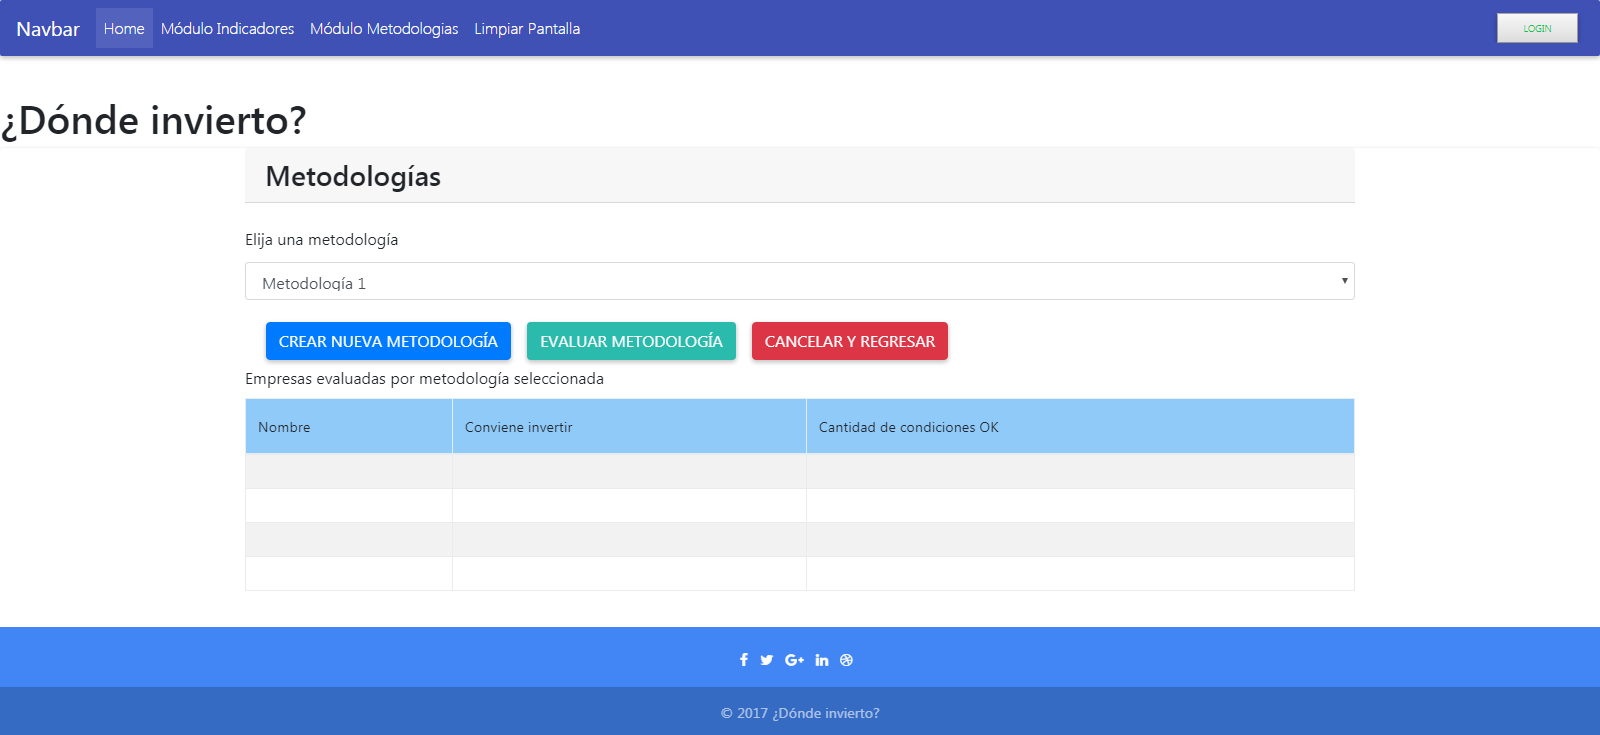 Navbar Home Módulo Indicadores Módulo Metodologias Limpiar Pantalla LOGIN
¿Dónde invierto?
Metodologías
Elija una metodología
Metodología 1
CREAR NUEVA METODOLOGÍA EVALUAR METODOLOGÍA CANCELAR Y REGRESAR
Empresas evaluadas por metodología seleccionada
Nombre Conviene invertir Cantidad de condiciones OK
© 2017 ¿Dónde invierto?